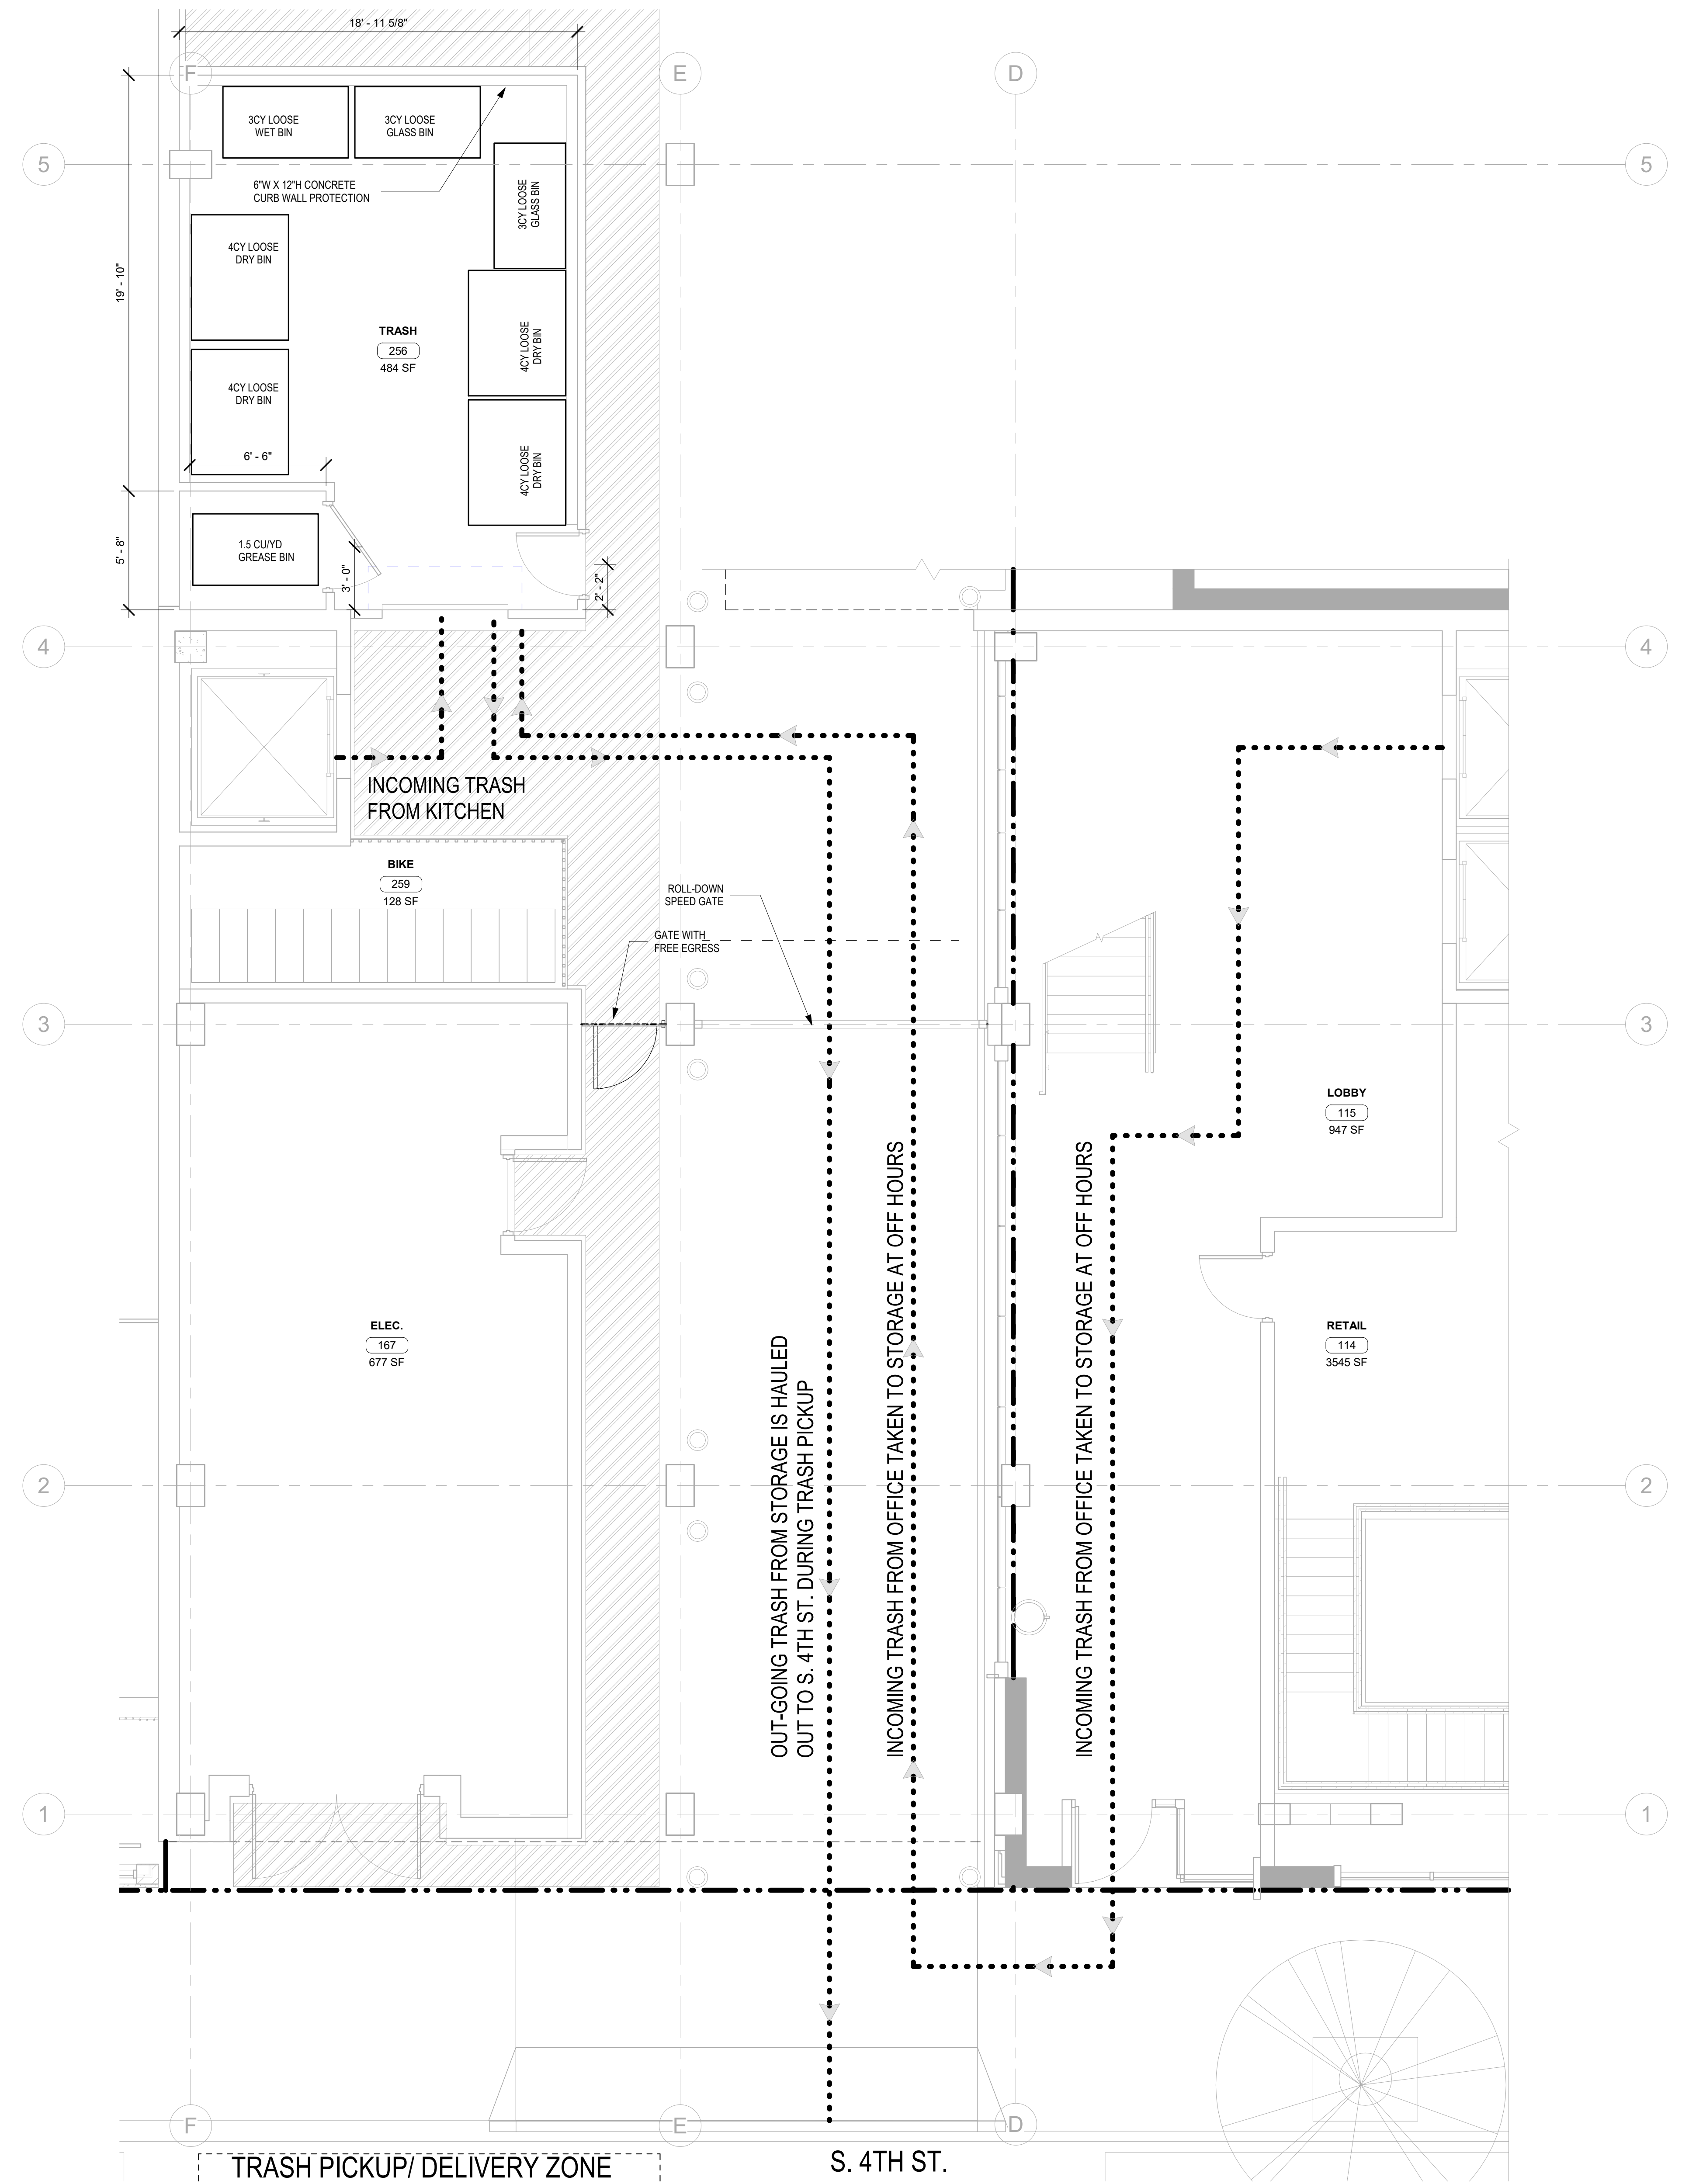 18' - 11 5/8"
F
E
D
3CY LOOSE
WET BIN
3CY LOOSE
GLASS BIN
5
5
6"W X 12"H CONCRETE
CURB WALL PROTECTION
3CY LOOSE
GLASS BIN
4CY LOOSE
DRY BIN
19' - 10"
TRASH
256
484 SF
4CY LOOSE
DRY BIN
4CY LOOSE
DRY BIN
6' - 6"
4CY LOOSE
DRY BIN
5' - 8"
1.5 CU/YD
GREASE BIN
3' - 0"
2' - 2"
4
4
INCOMING TRASH
FROM KITCHEN
BIKE
259
128 SF
ROLL-DOWN
SPEED GATE
GATE WITH
FREE EGRESS
3
3
LOBBY
115
947 SF
ELEC.
167
677 SF
RETAIL
114
3545 SF
OUT-GOING TRASH FROM STORAGE IS HAULED
OUT TO S. 4TH ST. DURING TRASH PICKUP
INCOMING TRASH FROM OFFICE TAKEN TO STORAGE AT OFF HOURS
INCOMING TRASH FROM OFFICE TAKEN TO STORAGE AT OFF HOURS
2
2
1
1
F
E
D
TRASH PICKUP/ DELIVERY ZONE
S. 4TH ST.